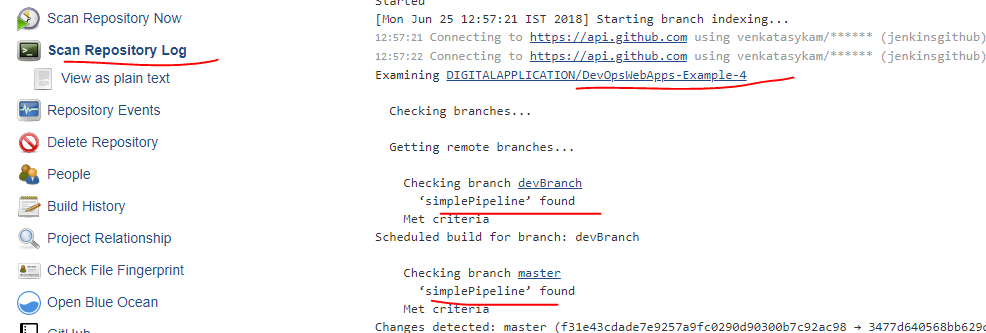 Scan Repository Now
Scan Repository Log
View as plain text
Repository Events
Delete Repository
People
Build History
Project Relationship
Check File Fingerprint
Open Blue Ocean
GitHub
Started
[Mon Jun 25 12:57:21 IST 2018] Starting branch indexing...
12:57:21 Connecting to https://api.github.com using venkatasykam/****** (jenkinsgithub)
12:57:22 Connecting to https://api.github.com using venkatasykam/****** (jenkinsgithub)
Examining DIGITALAPPLICATION/DevOpsWebApps-Example-4
Checking branches...
Getting remote branches...
Checking branch devBranch
‘simplePipeline’ found
Met criteria
Scheduled build for branch: devBranch
Checking branch master
‘simplePipeline’ found
Met criteria
Changes detected: master (f31e43cdade7e9257a9fc0290d90300b7c92ac98 → 3477d640568bb629c